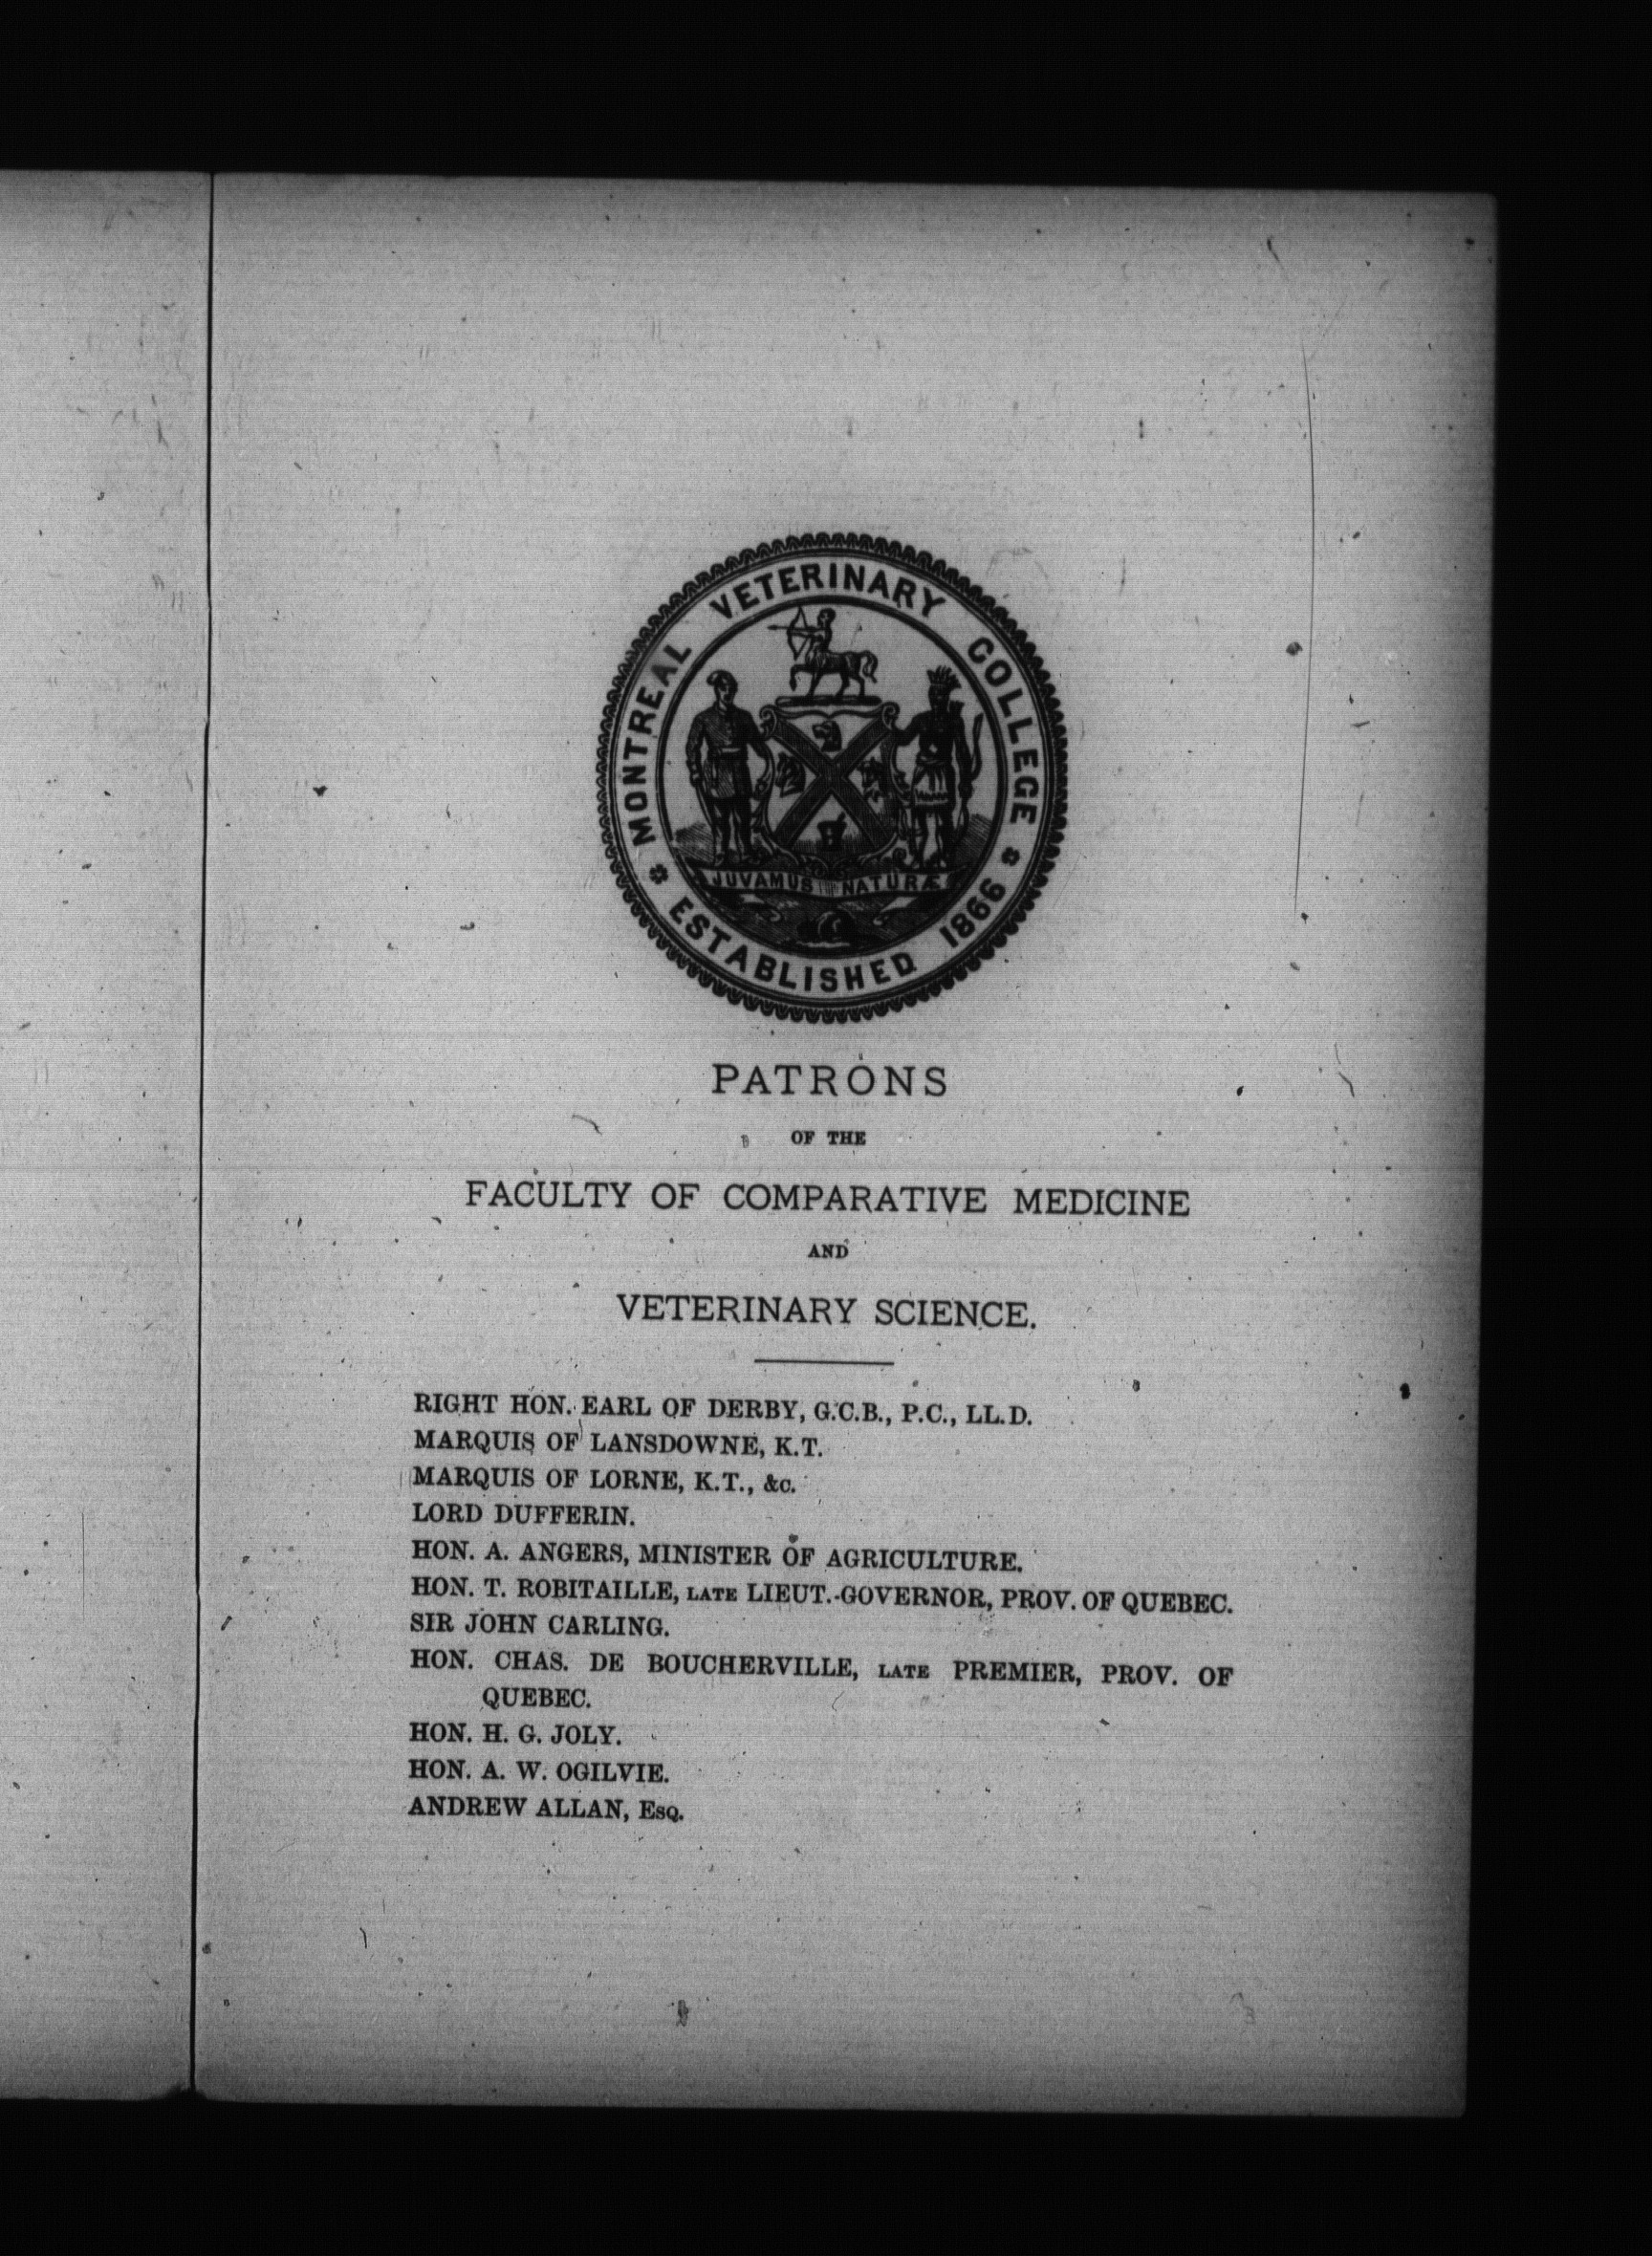 MONTREAL VETERINARY COLLEGE
JUVAMUS NATURÆ
ESTABLISHED 1866
PATRONS
OF THE
FACULTY OF COMPARATIVE MEDICINE
AND
VETERINARY SCIENCE.
RIGHT HON. EARL OF DERBY, G.C.B., P.C., LL.D.
MARQUIS OF LANSDOWNE, K.T.
MARQUIS OF LORNE, K.T., &c.
LORD DUFFERIN.
HON. A. ANGERS, MINISTER OF AGRICULTURE.
HON. T. ROBITAILLE, LATE LIEUT.-GOVERNOR, PROV. OF QUEBEC.
SIR JOHN CARLING.
HON. CHAS. DE BOUCHERVILLE, LATE PREMIER, PROV. OF
QUEBEC.
HON. H. G. JOLY.
HON. A. W. OGILVIE.
ANDREW ALLAN, ESQ.